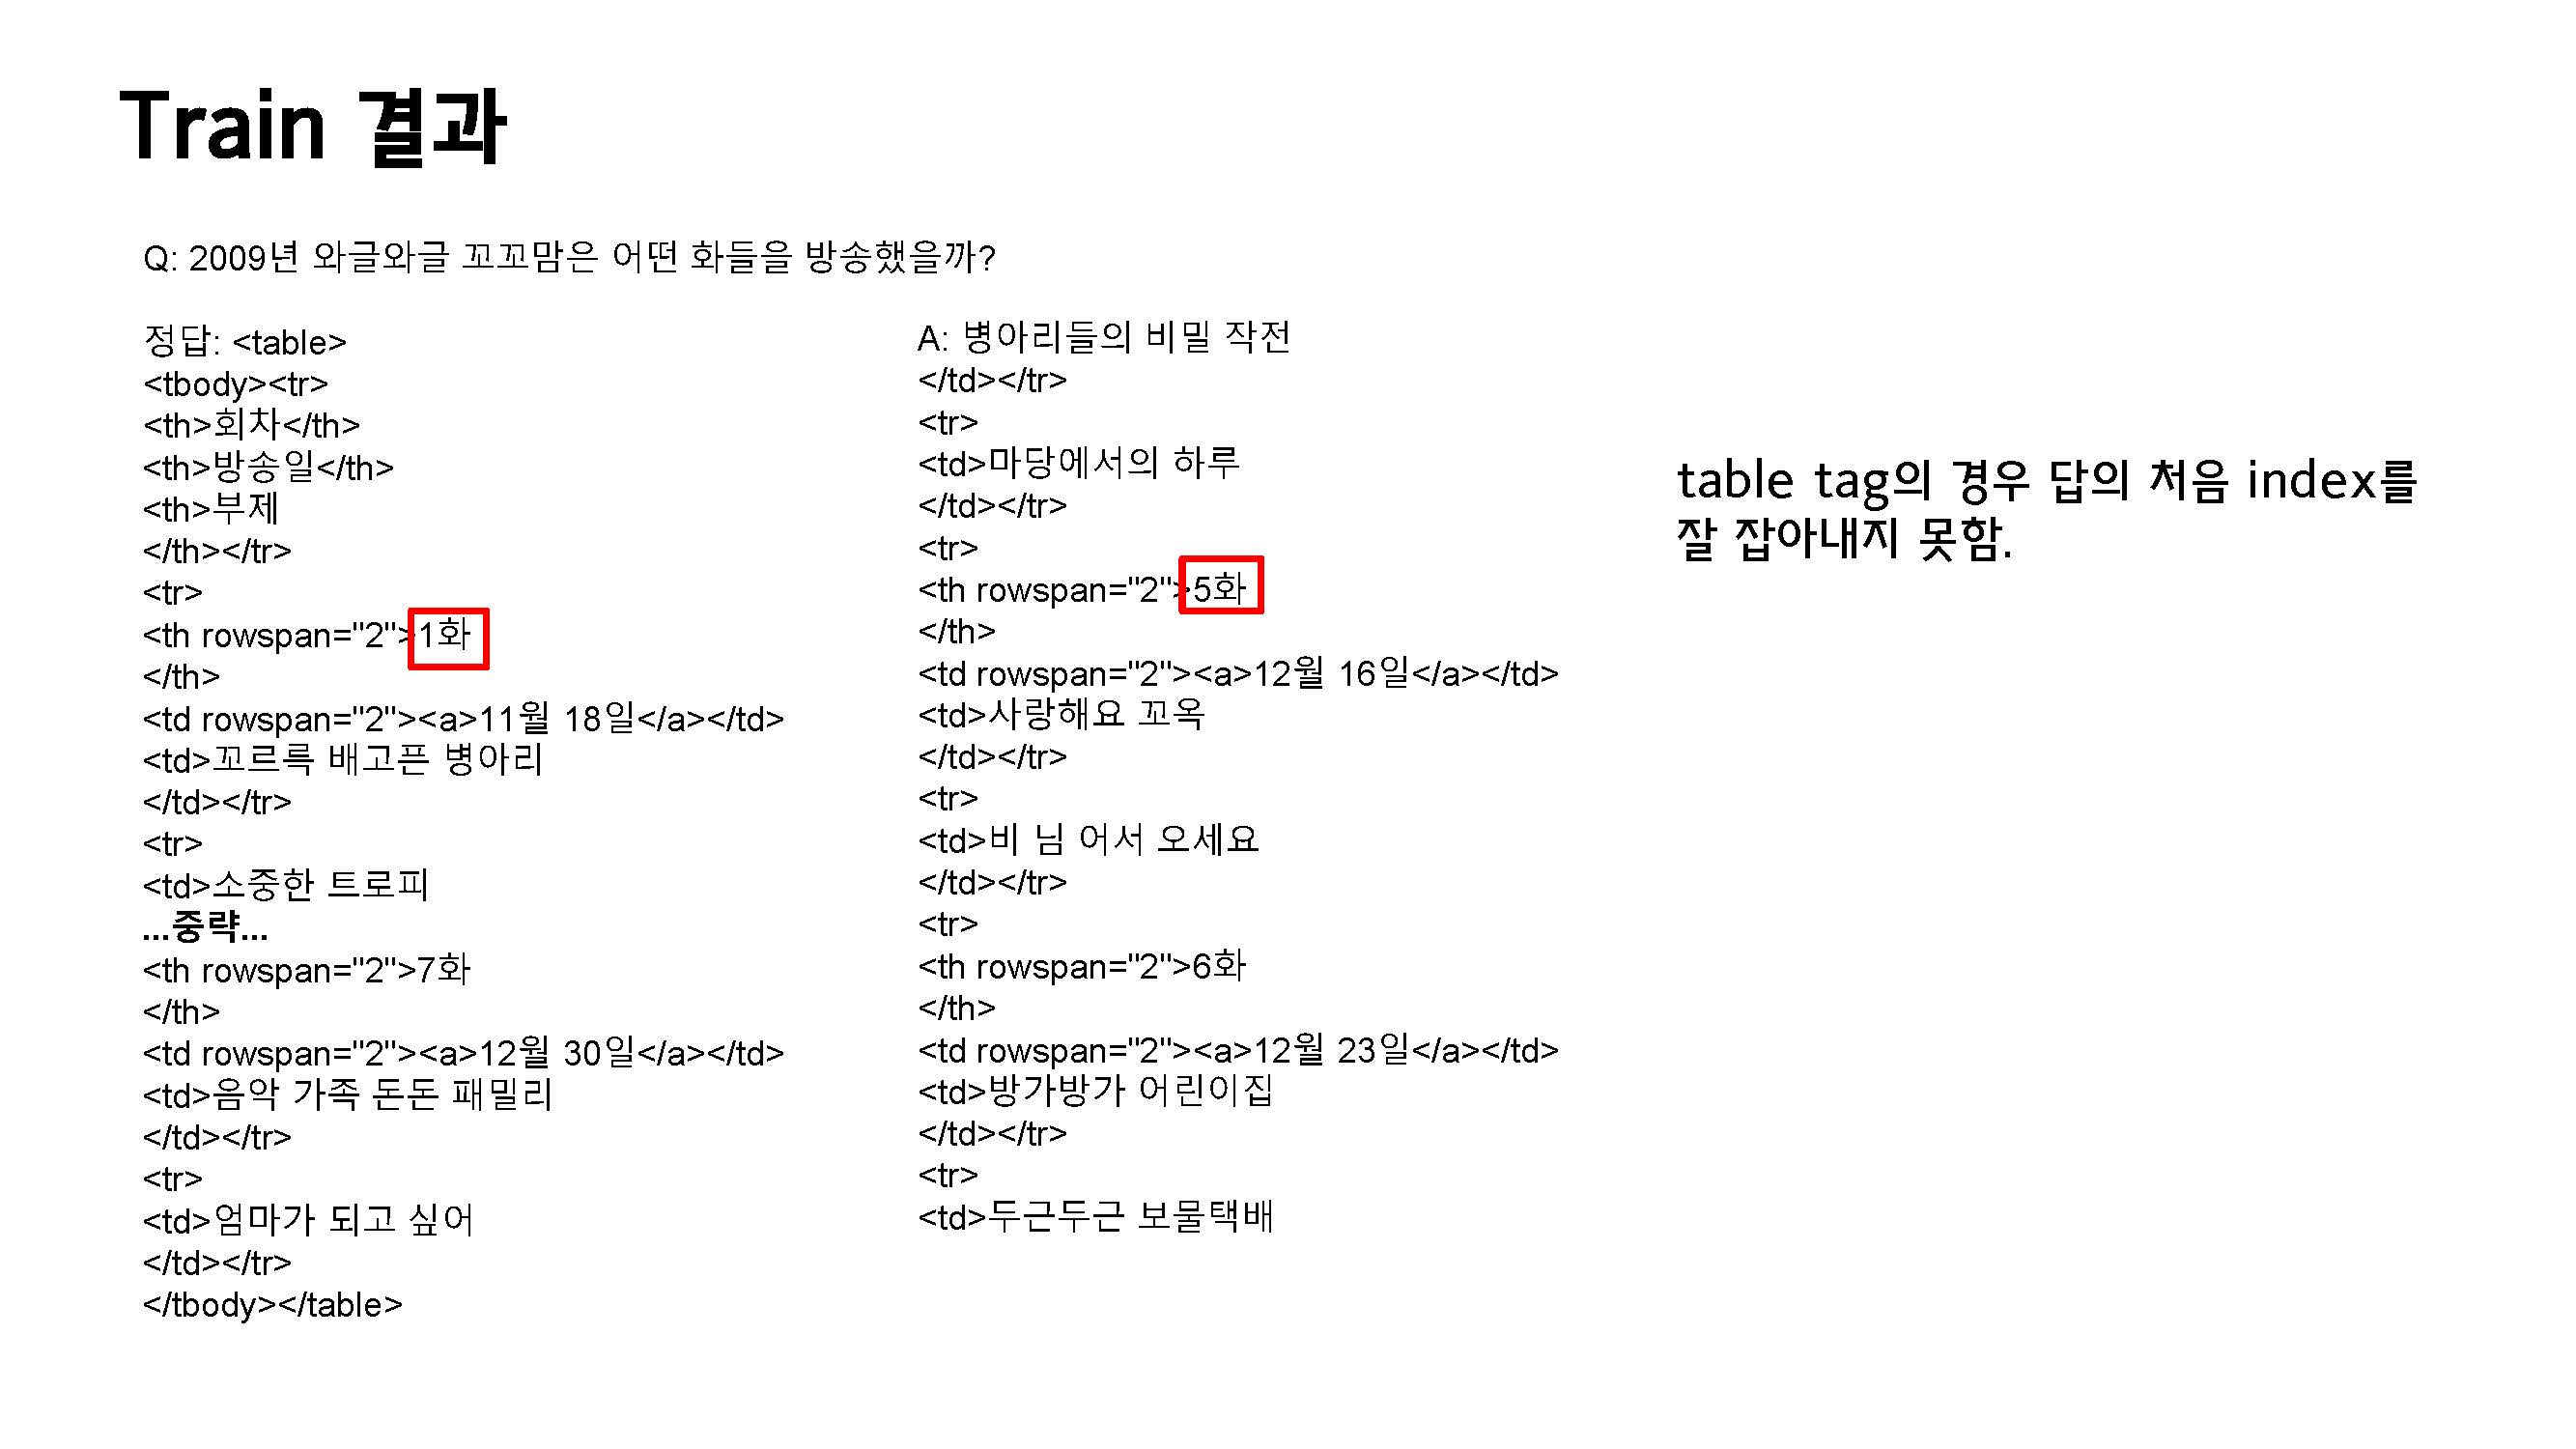 Train 결과
Q: 2009년 와글와글 꼬꼬맘은 어떤 화들을 방송했을까?
정답: <table>
<tbody><tr>
<th>회차</th>
<th>방송일</th>
<th>부제
</th></tr>
<tr>
<th rowspan="2">1화
</th>
<td rowspan="2"><a>11월 18일</a></td>
<td>꼬르륵 배고픈 병아리
</td></tr>
<tr>
<td>소중한 트로피
...중략...
<th rowspan="2">7화
</th>
<td rowspan="2"><a>12월 30일</a></td>
<td>음악 가족 돈돈 패밀리
</td></tr>
<tr>
<td>엄마가 되고 싶어
</td></tr>
</tbody></table>
A: 병아리들의 비밀 작전
</td></tr>
<tr>
<td>마당에서의 하루
</td></tr>
<tr>
<th rowspan="2">5화
</th>
<td rowspan="2"><a>12월 16일</a></td>
<td>사랑해요 꼬옥
</td></tr>
<tr>
<td>비 님 어서 오세요
</td></tr>
<tr>
<th rowspan="2">6화
</th>
<td rowspan="2"><a>12월 23일</a></td>
<td>방가방가 어린이집
</td></tr>
<tr>
<td>두근두근 보물택배
table tag의 경우 답의 처음 index를
잘 잡아내지 못함.